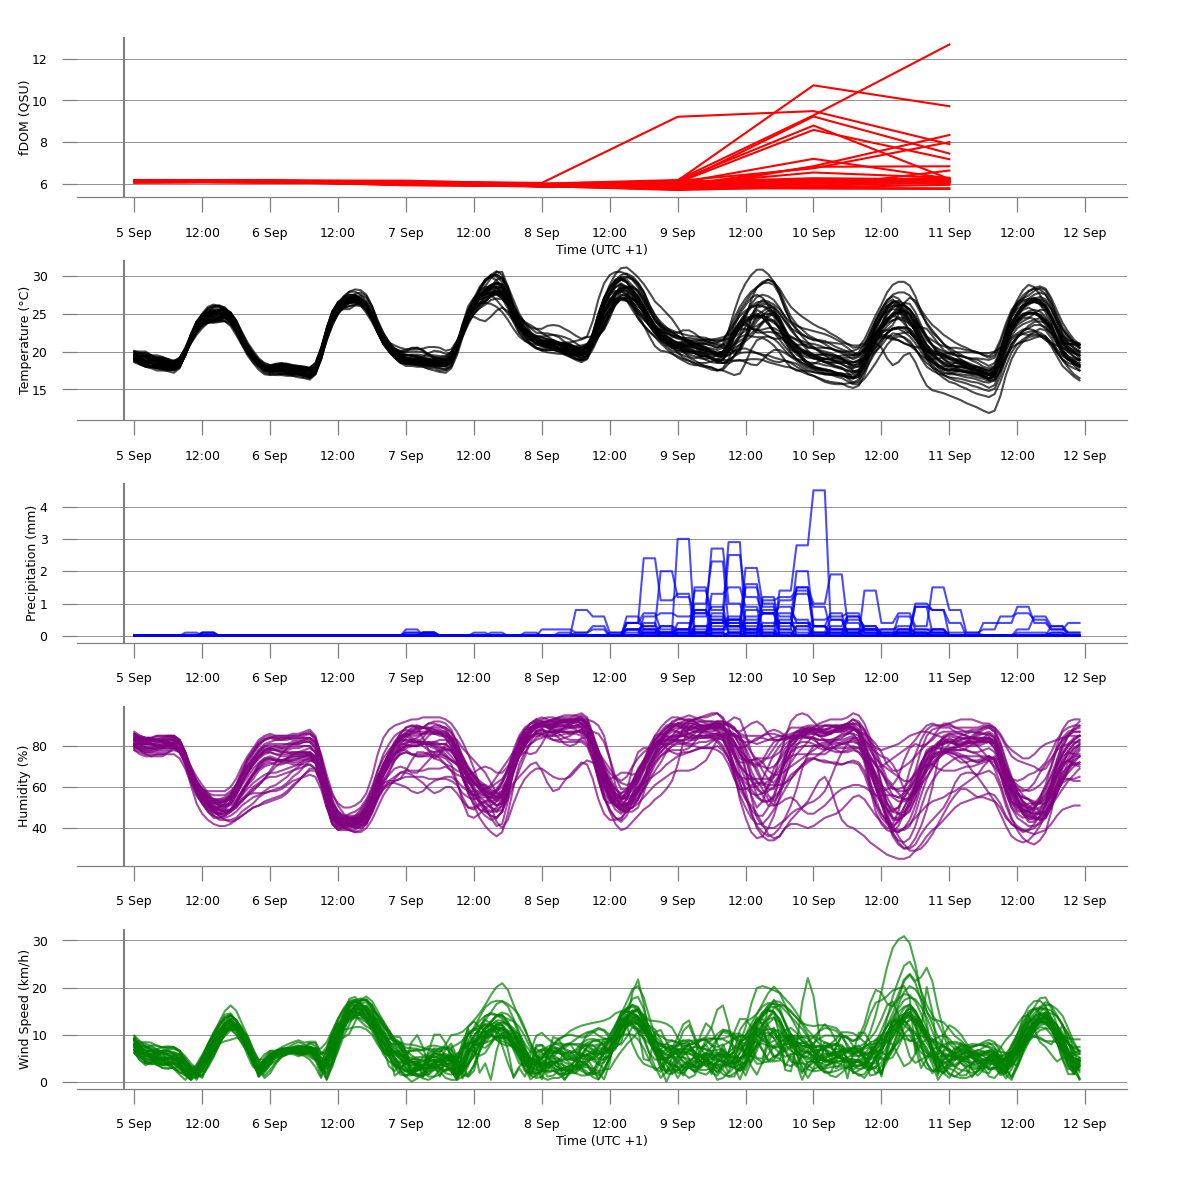 fDOM (QSU)
12
10
8
6
5 Sep 12:00 6 Sep 12:00 7 Sep 12:00 8 Sep 12:00 9 Sep 12:00 10 Sep 12:00 11 Sep 12:00 12 Sep
Time (UTC +1)
Temperature (°C)
30
25
20
15
5 Sep 12:00 6 Sep 12:00 7 Sep 12:00 8 Sep 12:00 9 Sep 12:00 10 Sep 12:00 11 Sep 12:00 12 Sep
Precipitation (mm)
4
3
2
1
0
5 Sep 12:00 6 Sep 12:00 7 Sep 12:00 8 Sep 12:00 9 Sep 12:00 10 Sep 12:00 11 Sep 12:00 12 Sep
Humidity (%)
80
60
40
5 Sep 12:00 6 Sep 12:00 7 Sep 12:00 8 Sep 12:00 9 Sep 12:00 10 Sep 12:00 11 Sep 12:00 12 Sep
Wind Speed (km/h)
30
20
10
0
5 Sep 12:00 6 Sep 12:00 7 Sep 12:00 8 Sep 12:00 9 Sep 12:00 10 Sep 12:00 11 Sep 12:00 12 Sep
Time (UTC +1)